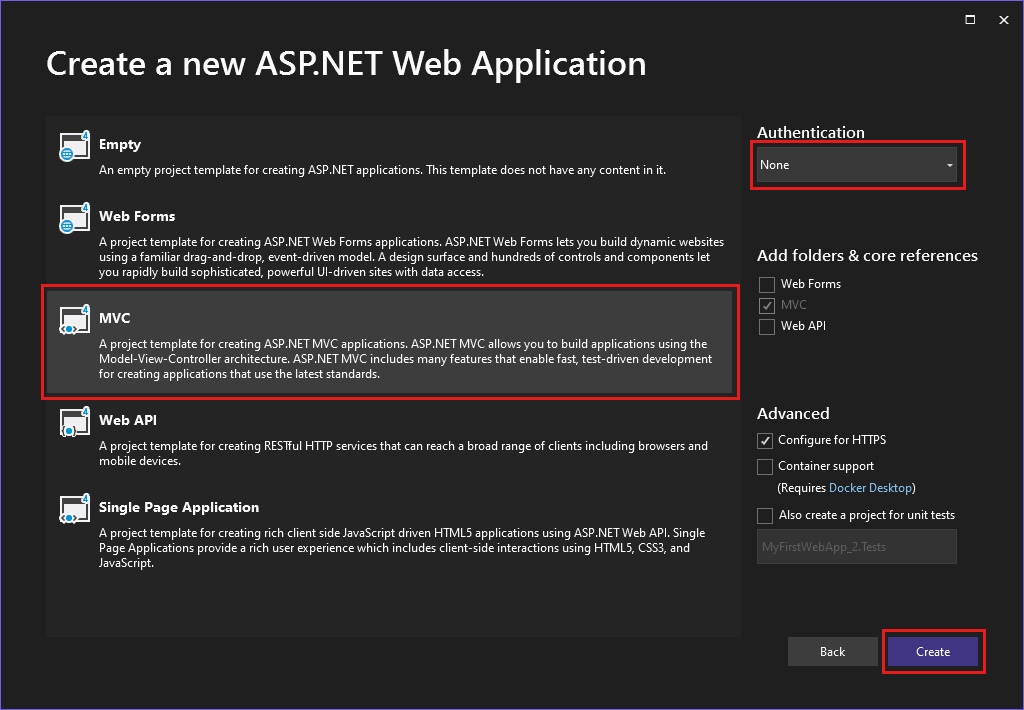 Create a new ASP.NET Web Application
Empty
An empty project template for creating ASP.NET applications. This template does not have any content in it.
Web Forms
A project template for creating ASP.NET Web Forms applications. ASP.NET Web Forms lets you build dynamic websites
using a familiar drag-and-drop, event-driven model. A design surface and hundreds of controls and components let
you rapidly build sophisticated, powerful UI-driven sites with data access.
MVC
A project template for creating ASP.NET MVC applications. ASP.NET MVC allows you to build applications using the
Model-View-Controller architecture. ASP.NET MVC includes many features that enable fast, test-driven development
for creating applications that use the latest standards.
Web API
A project template for creating RESTful HTTP services that can reach a broad range of clients including browsers and
mobile devices.
Single Page Application
A project template for creating rich client side JavaScript driven HTML5 applications using ASP.NET Web API. Single
Page Applications provide a rich user experience which includes client-side interactions using HTML5, CSS3, and
JavaScript.
Authentication
None
Add folders & core references
Web Forms
MVC
Web API
Advanced
Configure for HTTPS
Container support
(Requires Docker Desktop)
Also create a project for unit tests
MyFirstWebApp_2.Tests
Back
Create